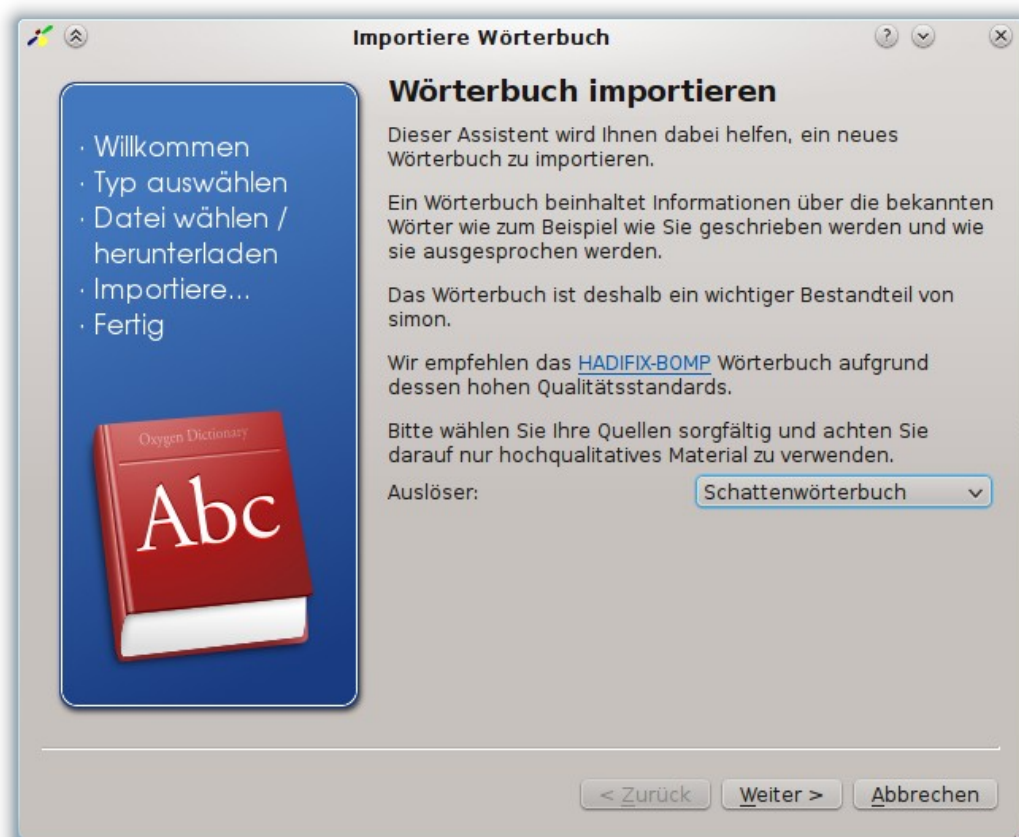 Importiere Wörterbuch
· Willkommen
· Typ auswählen
· Datei wählen /
herunterladen
· Importiere...
· Fertig
Oxygen Dictionary
Abc
Wörterbuch importieren
Dieser Assistent wird Ihnen dabei helfen, ein neues
Wörterbuch zu importieren.
Ein Wörterbuch beinhaltet Informationen über die bekannten
Wörter wie zum Beispiel wie Sie geschrieben werden und wie
sie ausgesprochen werden.
Das Wörterbuch ist deshalb ein wichtiger Bestandteil von
simon.
Wir empfehlen das HADIFIX-BOMP Wörterbuch aufgrund
dessen hohen Qualitätsstandards.
Bitte wählen Sie Ihre Quellen sorgfältig und achten Sie
darauf nur hochqualitatives Material zu verwenden.
Auslöser: Schattenwörterbuch
< Zurück Weiter > Abbrechen